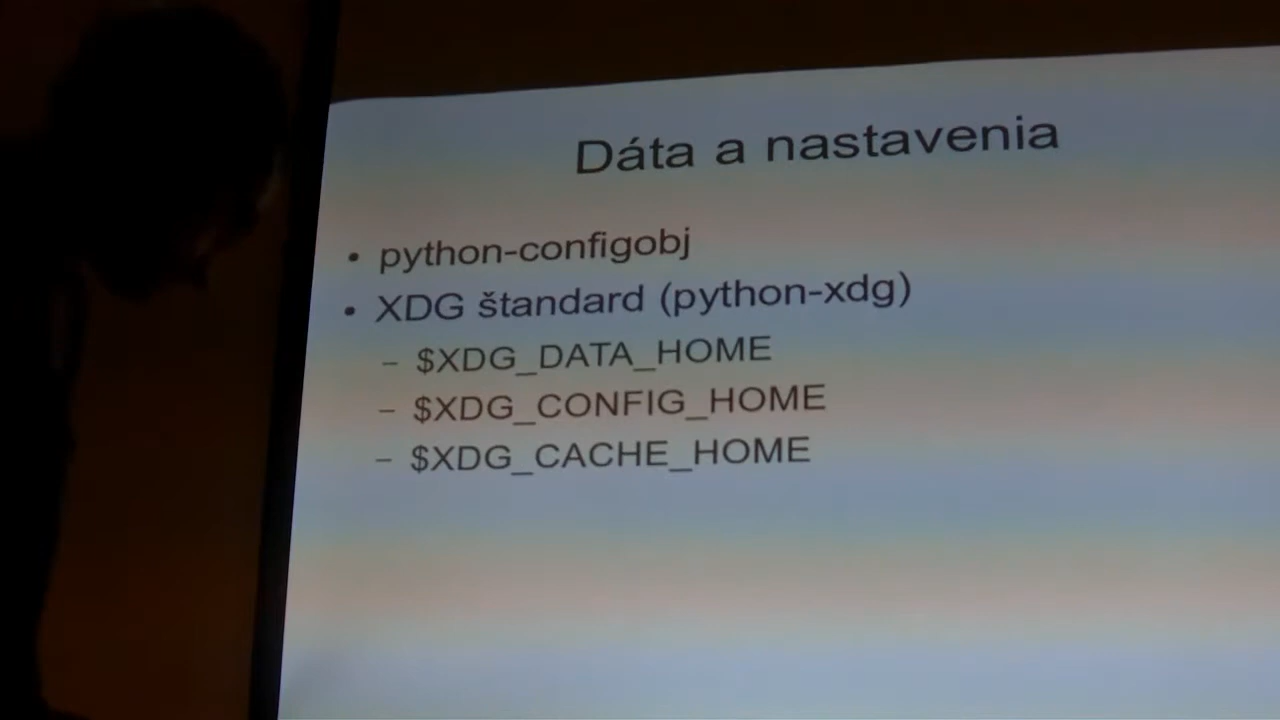 Dáta a nastavenia
• python-configobj
• XDG štandard (python-xdg)
– $XDG_DATA_HOME
– $XDG_CONFIG_HOME
– $XDG_CACHE_HOME